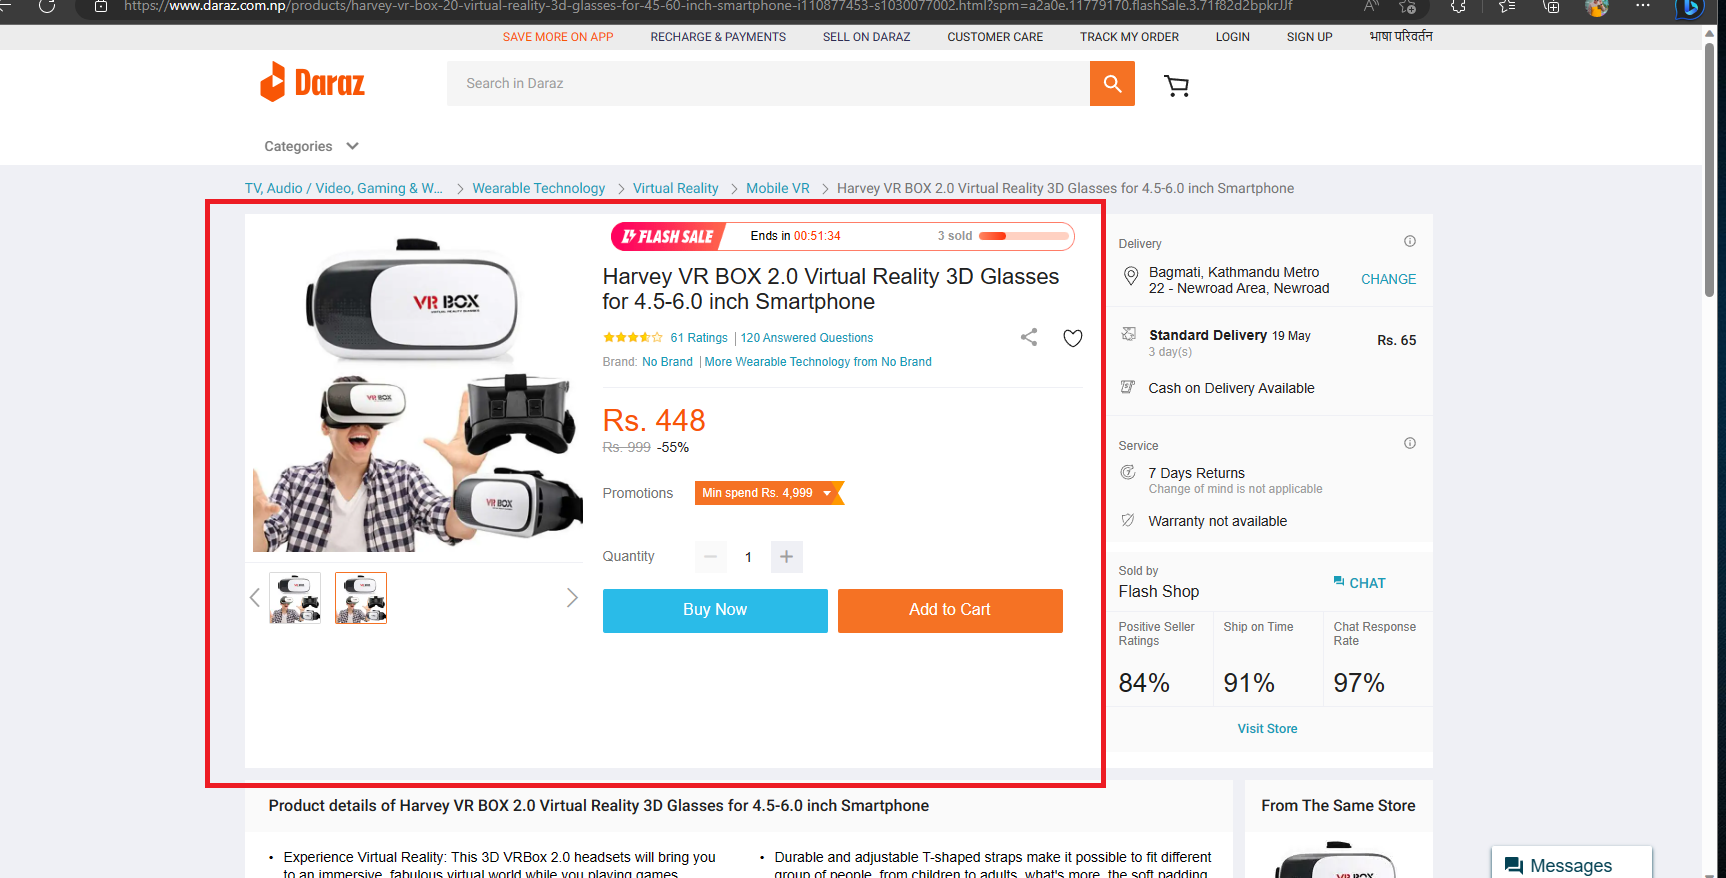 https://www.daraz.com.np/products/harvey-vr-box-20-virtual-reality-3d-glasses-for-45-60-inch-smartphone-i110877453-s1030077002.html?spm=a2a0e.11779170.flashSale.3.71f82d2bpkrJJf
SAVE MORE ON APP RECHARGE & PAYMENTS SELL ON DARAZ CUSTOMER CARE TRACK MY ORDER LOGIN SIGN UP भाषा परिवर्तन
Daraz
Search in Daraz
Categories
TV, Audio / Video, Gaming & W... > Wearable Technology > Virtual Reality > Mobile VR > Harvey VR BOX 2.0 Virtual Reality 3D Glasses for 4.5-6.0 inch Smartphone
VR BOX
VIRTUAL REALITY GLASSES
VR BOX
VR BOX
FLASH SALE Ends in 00:51:34 3 sold
Harvey VR BOX 2.0 Virtual Reality 3D Glasses
for 4.5-6.0 inch Smartphone
61 Ratings | 120 Answered Questions
Brand: No Brand | More Wearable Technology from No Brand
Rs. 448
Rs. 999 -55%
Promotions Min spend Rs. 4,999
Quantity 1
Buy Now Add to Cart
Delivery
Bagmati, Kathmandu Metro
22 - Newroad Area, Newroad
CHANGE
Standard Delivery 19 May
3 day(s)
Rs. 65
Cash on Delivery Available
Service
7 Days Returns
Change of mind is not applicable
Warranty not available
Sold by
Flash Shop
CHAT
Positive Seller
Ratings
84%
Ship on Time
91%
Chat Response
Rate
97%
Visit Store
Product details of Harvey VR BOX 2.0 Virtual Reality 3D Glasses for 4.5-6.0 inch Smartphone
• Experience Virtual Reality: This 3D VRBox 2.0 headsets will bring you
to an immersive, fabulous virtual world while you playing games,
• Durable and adjustable T-shaped straps make it possible to fit different
group of people, from children to adults, what's more, the soft padding
From The Same Store
VR BOX
Messages